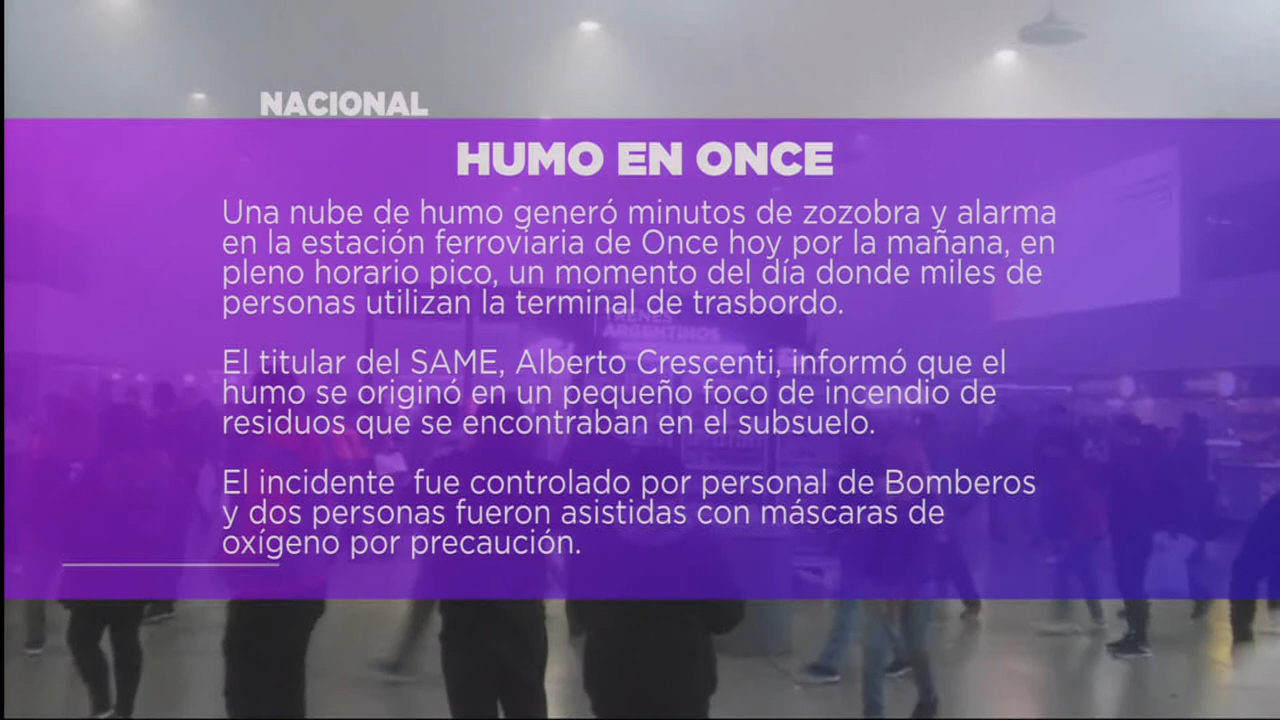 NACIONAL
HUMO EN ONCE
Una nube de humo generó minutos de zozobra y alarma
en la estación ferroviaria de Once hoy por la mañana, en
pleno horario pico, un momento del día donde miles de
personas utilizan la terminal de trasbordo.
TRENES
ARGENTINOS
El titular del SAME, Alberto Crescenti, informó que el
humo se originó en un pequeño foco de incendio de
residuos que se encontraban en el subsuelo.
El incidente  fue controlado por personal de Bomberos
y dos personas fueron asistidas con máscaras de
oxígeno por precaución.